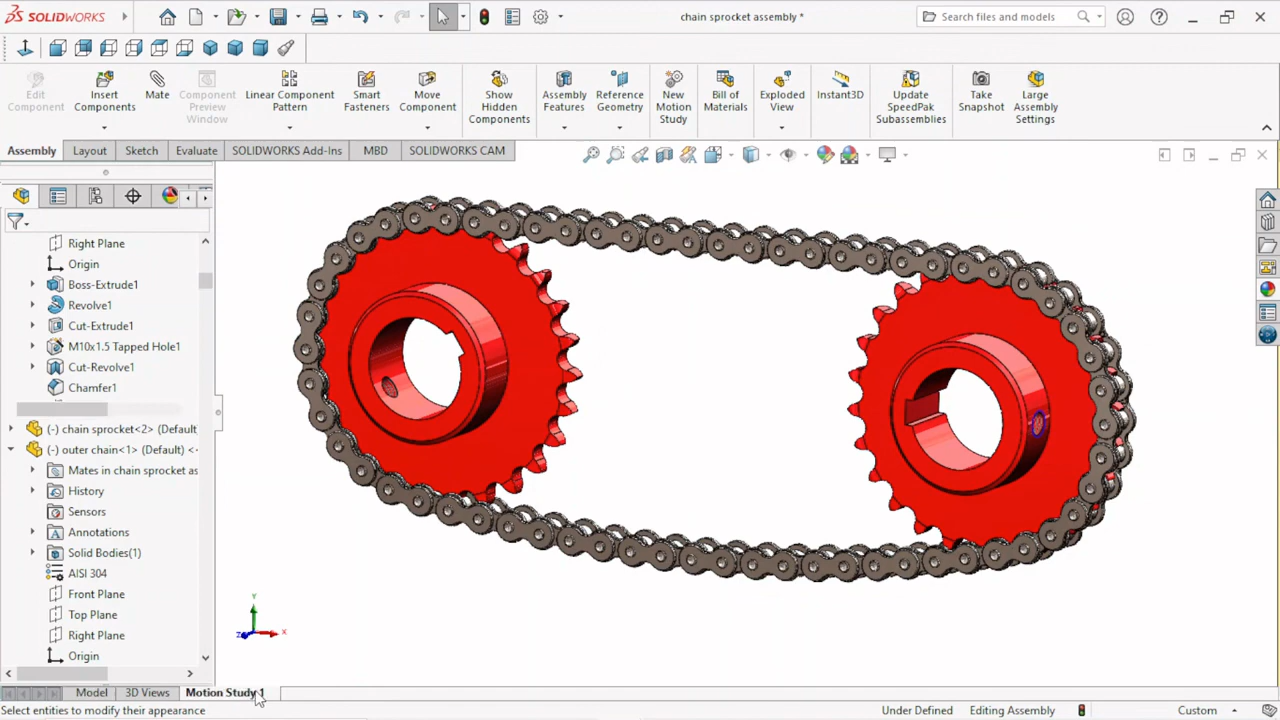 SOLIDWORKS
chain sprocket assembly *
Search files and models
Edit Component
Insert Components
Mate
Component Preview Window
Linear Component Pattern
Smart Fasteners
Move Component
Show Hidden Components
Assembly Features
Reference Geometry
New Motion Study
Bill of Materials
Exploded View
Instant3D
Update SpeedPak Subassemblies
Take Snapshot
Large Assembly Settings
Assembly
Layout
Sketch
Evaluate
SOLIDWORKS Add-Ins
MBD
SOLIDWORKS CAM
Right Plane
Origin
Boss-Extrude1
Revolve1
Cut-Extrude1
M10x1.5 Tapped Hole1
Cut-Revolve1
Chamfer1
(-) chain sprocket<2> (Default)
(-) outer chain<1> (Default) <
Mates in chain sprocket as
History
Sensors
Annotations
Solid Bodies(1)
AISI 304
Front Plane
Top Plane
Right Plane
Origin
Y
X
Z
Model
3D Views
Motion Study 1
Select entities to modify their appearance
Under Defined
Editing Assembly
Custom